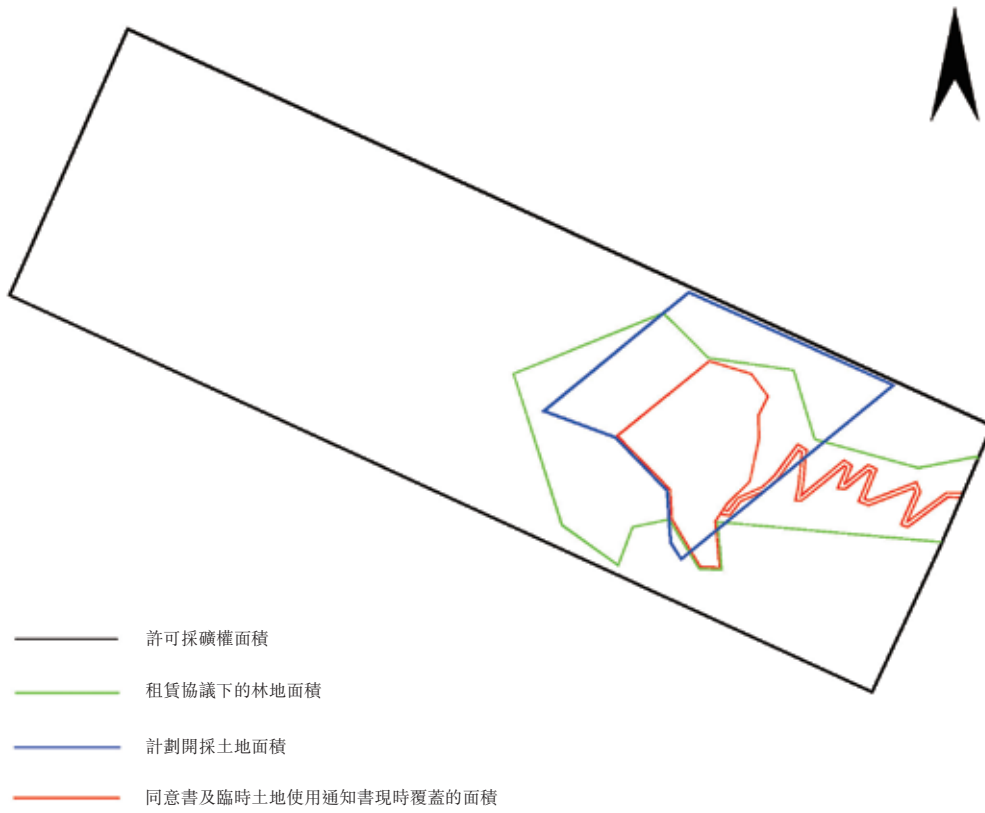 許可採礦權面積
租賃協議下的林地面積
計劃開採土地面積
同意書及臨時土地使用通知書現時覆蓋的面積